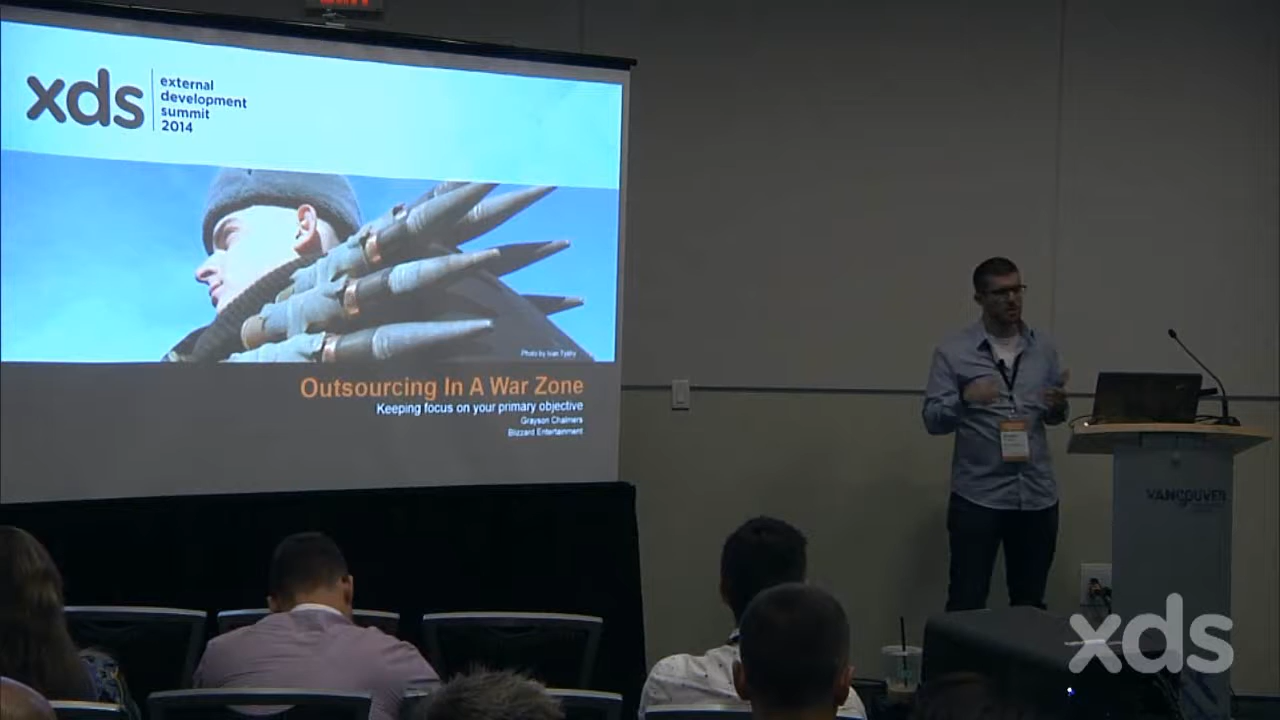 xds
external
development
summit
2014
Photo by Ivan Tykhy
Outsourcing In A War Zone
Keeping focus on your primary objective
Grayson Chalmers
Blizzard Entertainment
VANCOUVER
xds